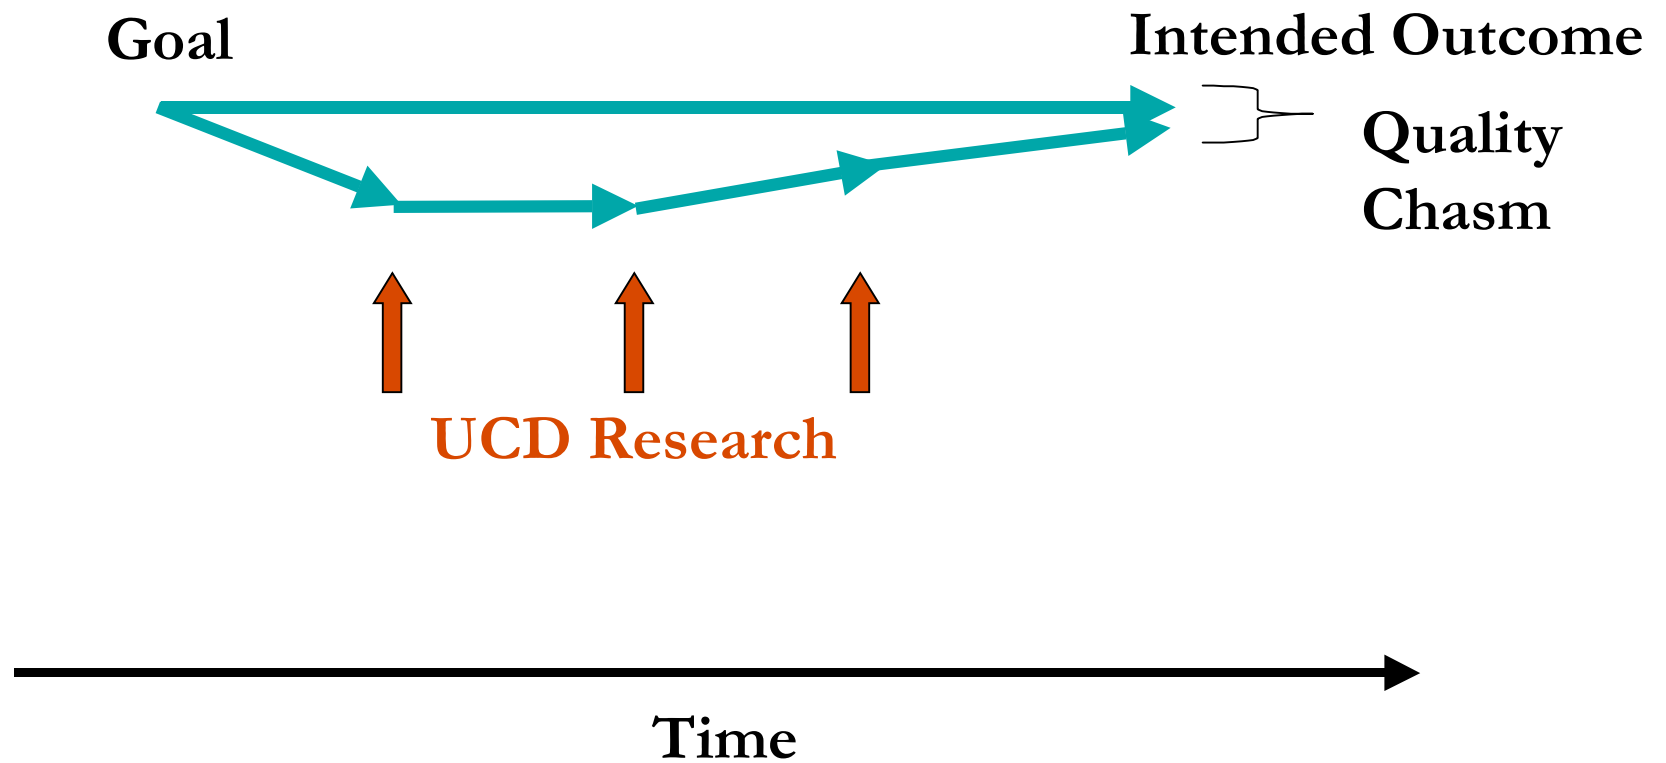 Goal
Intended Outcome
Quality
Chasm
UCD Research
Time